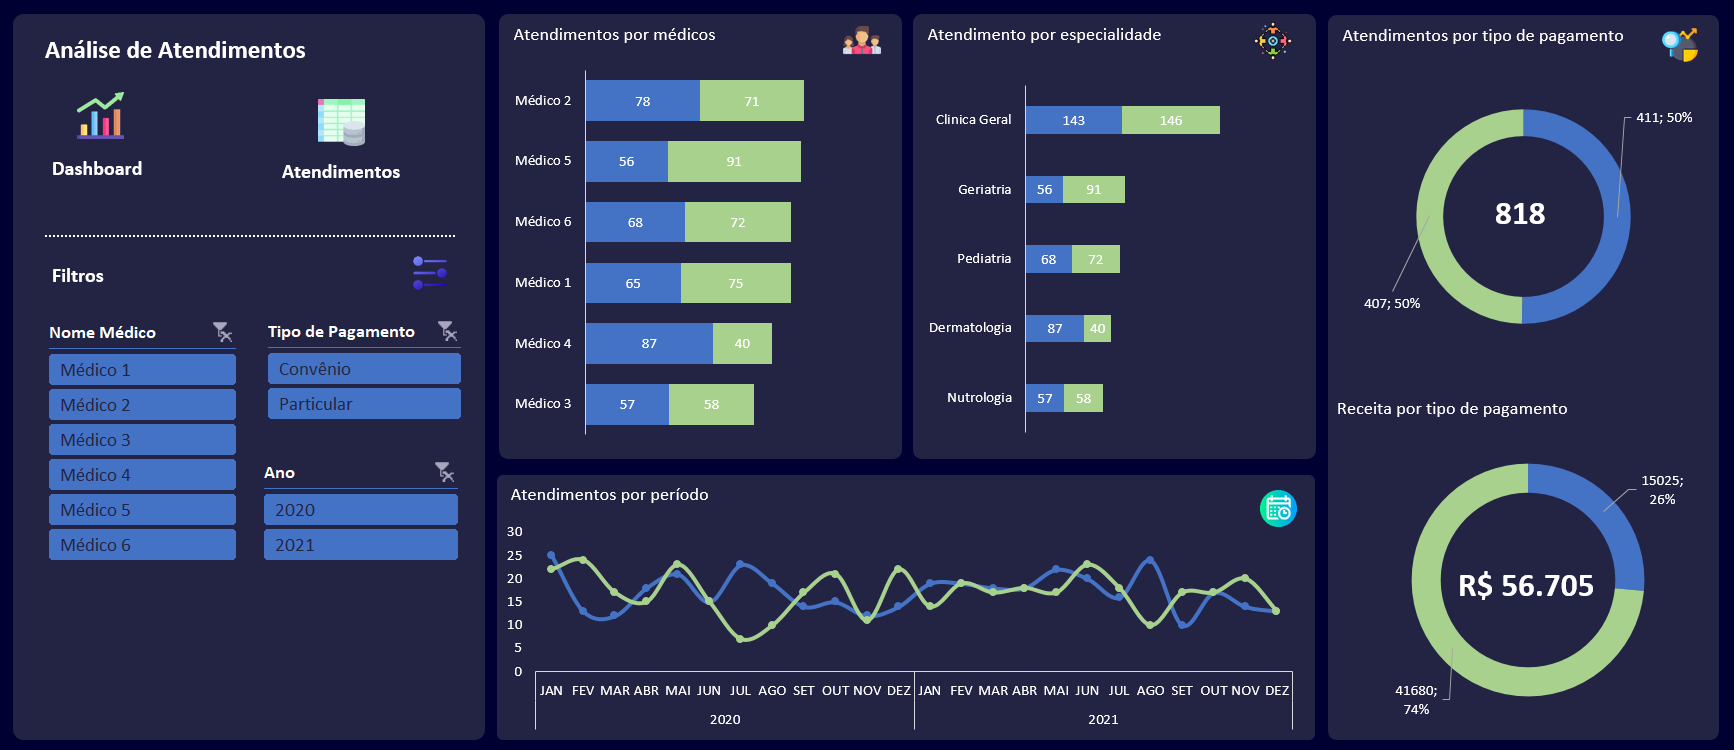 Análise de Atendimentos
Dashboard
Atendimentos
Filtros
Nome Médico
Médico 1
Médico 2
Médico 3
Médico 4
Médico 5
Médico 6
Tipo de Pagamento
Convênio
Particular
Ano
2020
2021
Atendimentos por médicos
Médico 2 78 71
Médico 5 56 91
Médico 6 68 72
Médico 1 65 75
Médico 4 87 40
Médico 3 57 58
Atendimento por especialidade
Clinica Geral 143 146
Geriatria 56 91
Pediatria 68 72
Dermatologia 87 40
Nutrologia 57 58
Atendimentos por período
30
25
20
15
10
5
0
JAN FEV MAR ABR MAI JUN JUL AGO SET OUT NOV DEZ JAN FEV MAR ABR MAI JUN JUL AGO SET OUT NOV DEZ
2020 2021
Atendimentos por tipo de pagamento
411; 50%
818
407; 50%
Receita por tipo de pagamento
15025;
26%
R$ 56.705
41680;
74%